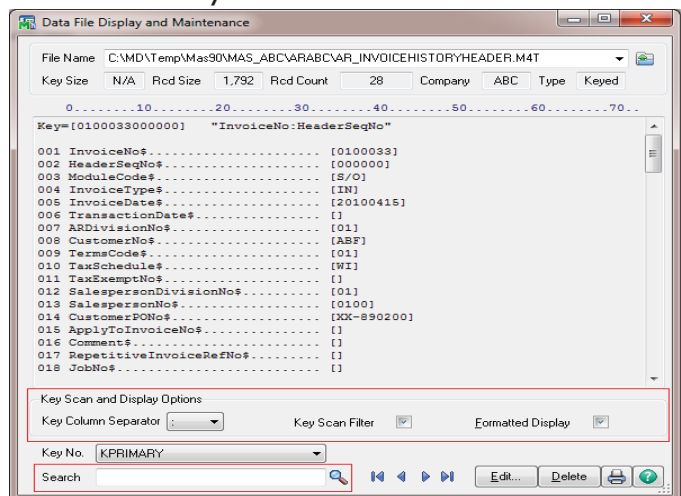 Data File Display and Maintenance
File Name C:\MD\Temp\Mas90\MAS_ABC\ARABC\AR_INVOICEHISTORYHEADER.M4T
Key Size N/A Rcd Size 1,792 Rcd Count 28 Company ABC Type Keyed
0........10........20........30........40........50........60........70..
Key=[0100033000000] "InvoiceNo:HeaderSeqNo"
001 InvoiceNo$...................... [0100033]
002 HeaderSeqNo$.................... [000000]
003 ModuleCode$..................... [S/O]
004 InvoiceType$.................... [IN]
005 InvoiceDate$.................... [20100415]
006 TransactionDate$................ []
007 ARDivisionNo$................... [01]
008 CustomerNo$..................... [ABF]
009 TermsCode$...................... [01]
010 TaxSchedule$.................... [WI]
011 TaxExemptNo$.................... []
012 SalespersonDivisionNo$.......... [01]
013 SalespersonNo$.................. [0100]
014 CustomerPONo$................... [XX-890200]
015 ApplyToInvoiceNo$............... []
016 Comment$........................ []
017 RepetitiveInvoiceRefNo$......... []
018 JobNo$.......................... []
Key Scan and Display Options
Key Column Separator : Key Scan Filter Formatted Display
Key No. KPRIMARY
Search Edit... Delete